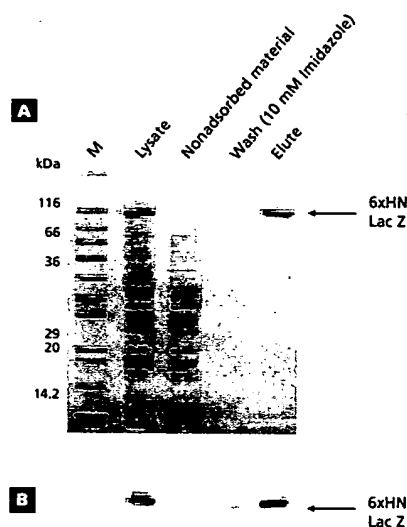 A
M
Lysate
Nonadsorbed material
Wash (10 mM Imidazole)
Elute
kDa
116
66
36
29
20
14.2
6xHN
Lac Z
B
6xHN
Lac Z